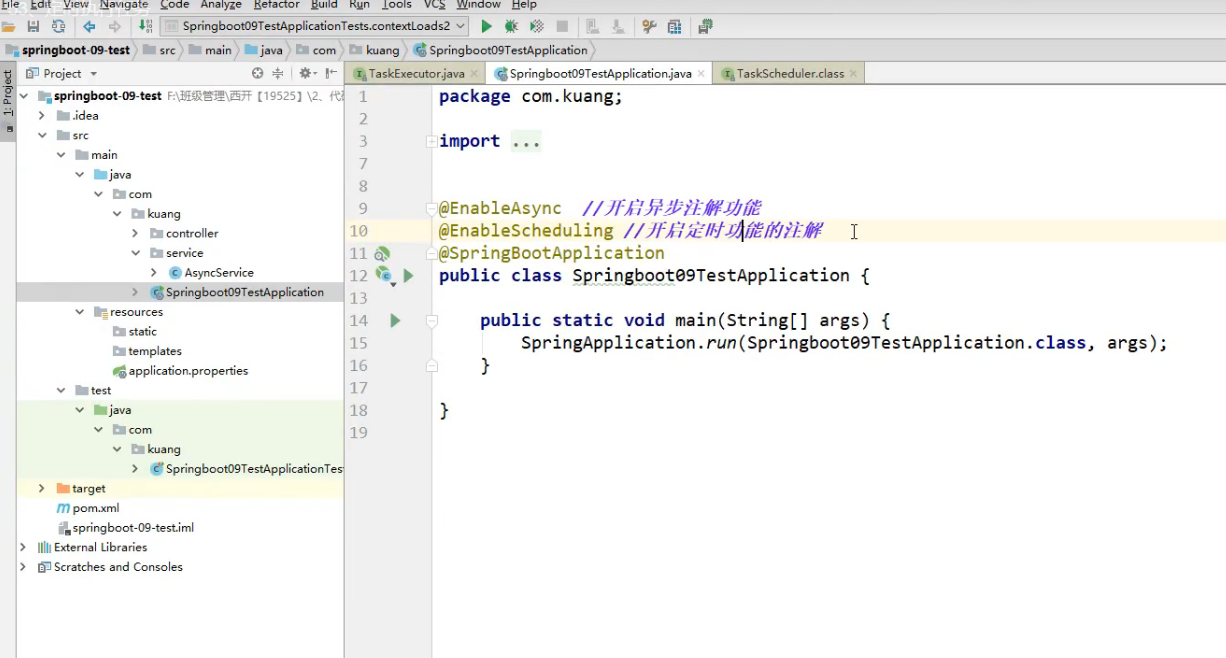 File Edit View Navigate Code Analyze Refactor Build Run Tools VCS Window Help
Springboot09TestApplicationTests.contextLoads2
springboot-09-test src main java com kuang Springboot09TestApplication
1: Project
Project
TaskExecutor.java Springboot09TestApplication.java TaskScheduler.class
springboot-09-test F:\班级管理\西开【19525】\2、代码
.idea
src
main
java
com
kuang
controller
service
AsyncService
Springboot09TestApplication
resources
static
templates
application.properties
test
java
com
kuang
Springboot09TestApplicationTest
target
pom.xml
springboot-09-test.iml
External Libraries
Scratches and Consoles
1 package com.kuang;
2
3 import ...
7
8
9 @EnableAsync //开启异步注解功能
10 @EnableScheduling //开启定时功能的注解
11 @SpringBootApplication
12 public class Springboot09TestApplication {
13
14 public static void main(String[] args) {
15 SpringApplication.run(Springboot09TestApplication.class, args);
16 }
17
18 }
19